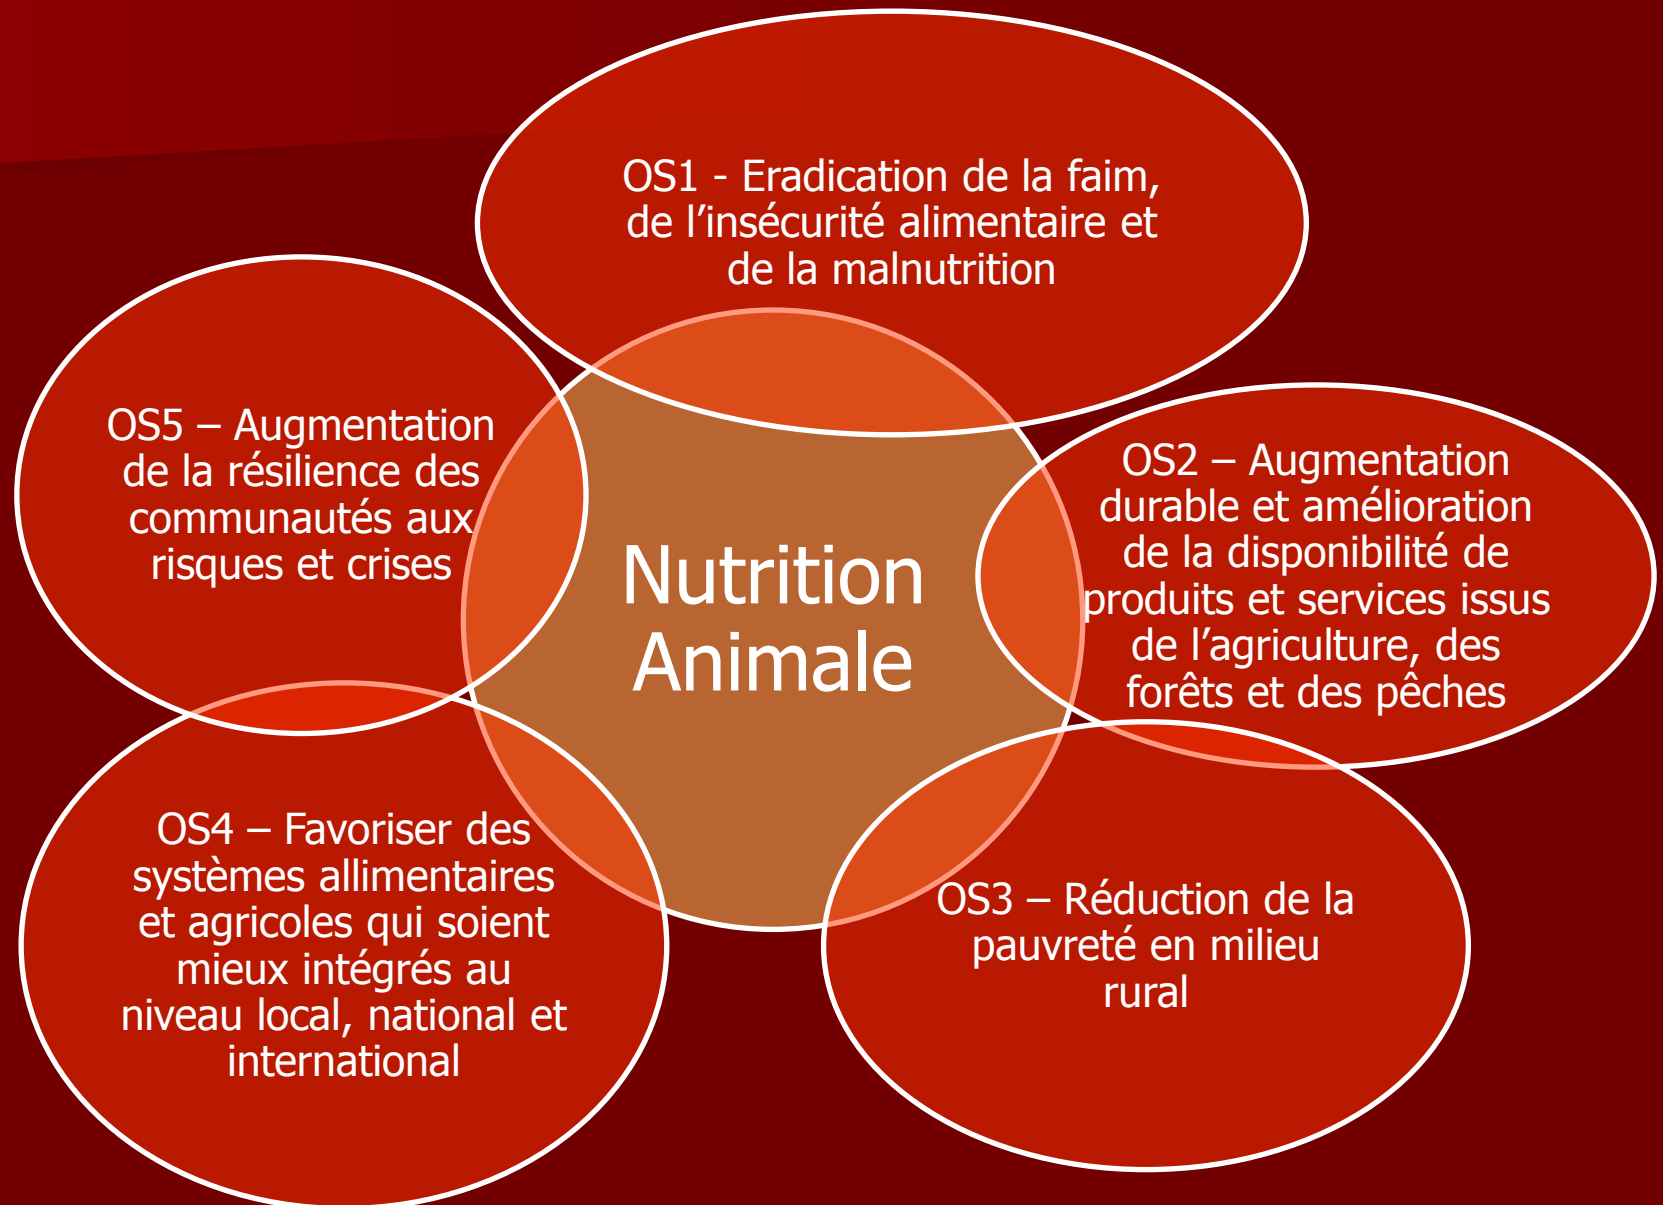 OS1 - Eradication de la faim,
de l’insécurité alimentaire et
de la malnutrition
OS2 – Augmentation
durable et amélioration
de la disponibilité de
produits et services issus
de l’agriculture, des
forêts et des pêches
OS3 – Réduction de la
pauvreté en milieu
rural
OS4 – Favoriser des
systèmes allimentaires
et agricoles qui soient
mieux intégrés au
niveau local, national et
international
OS5 – Augmentation
de la résilience des
communautés aux
risques et crises
Nutrition
Animale